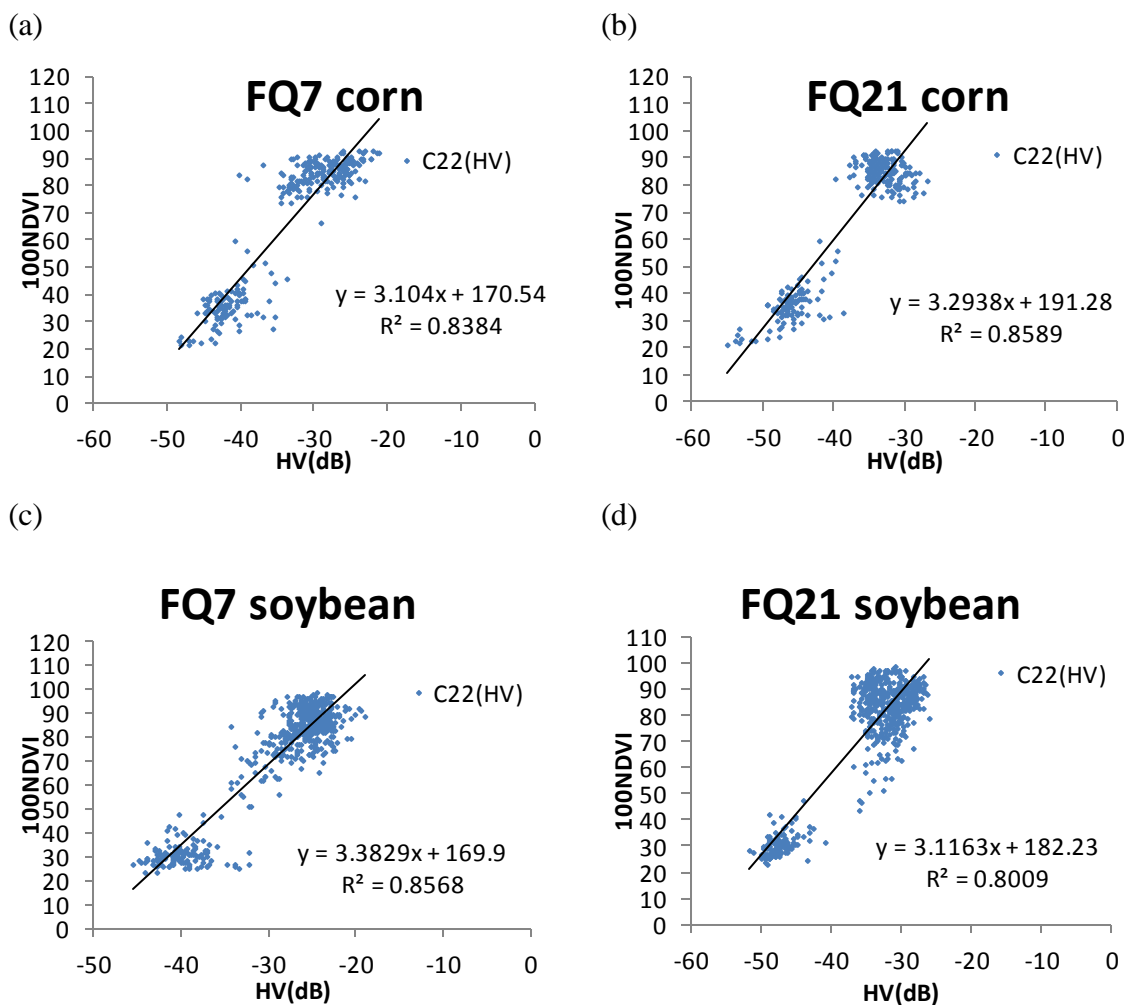 (a)
FQ7 corn
120
110
100
90
80
70
60
50
40
30
20
10
0
100NDVI
C22(HV)
y = 3.104x + 170.54
R² = 0.8384
-60 -50 -40 -30 -20 -10 0
HV(dB)
(b)
FQ21 corn
120
110
100
90
80
70
60
50
40
30
20
10
0
100NDVI
C22(HV)
y = 3.2938x + 191.28
R² = 0.8589
-60 -50 -40 -30 -20 -10 0
HV(dB)
(c)
FQ7 soybean
120
110
100
90
80
70
60
50
40
30
20
10
0
100NDVI
C22(HV)
y = 3.3829x + 169.9
R² = 0.8568
-50 -40 -30 -20 -10 0
HV(dB)
(d)
FQ21 soybean
110
100
90
80
70
60
50
40
30
20
10
0
100NDVI
C22(HV)
y = 3.1163x + 182.23
R² = 0.8009
-60 -50 -40 -30 -20 -10 0
HV(dB)